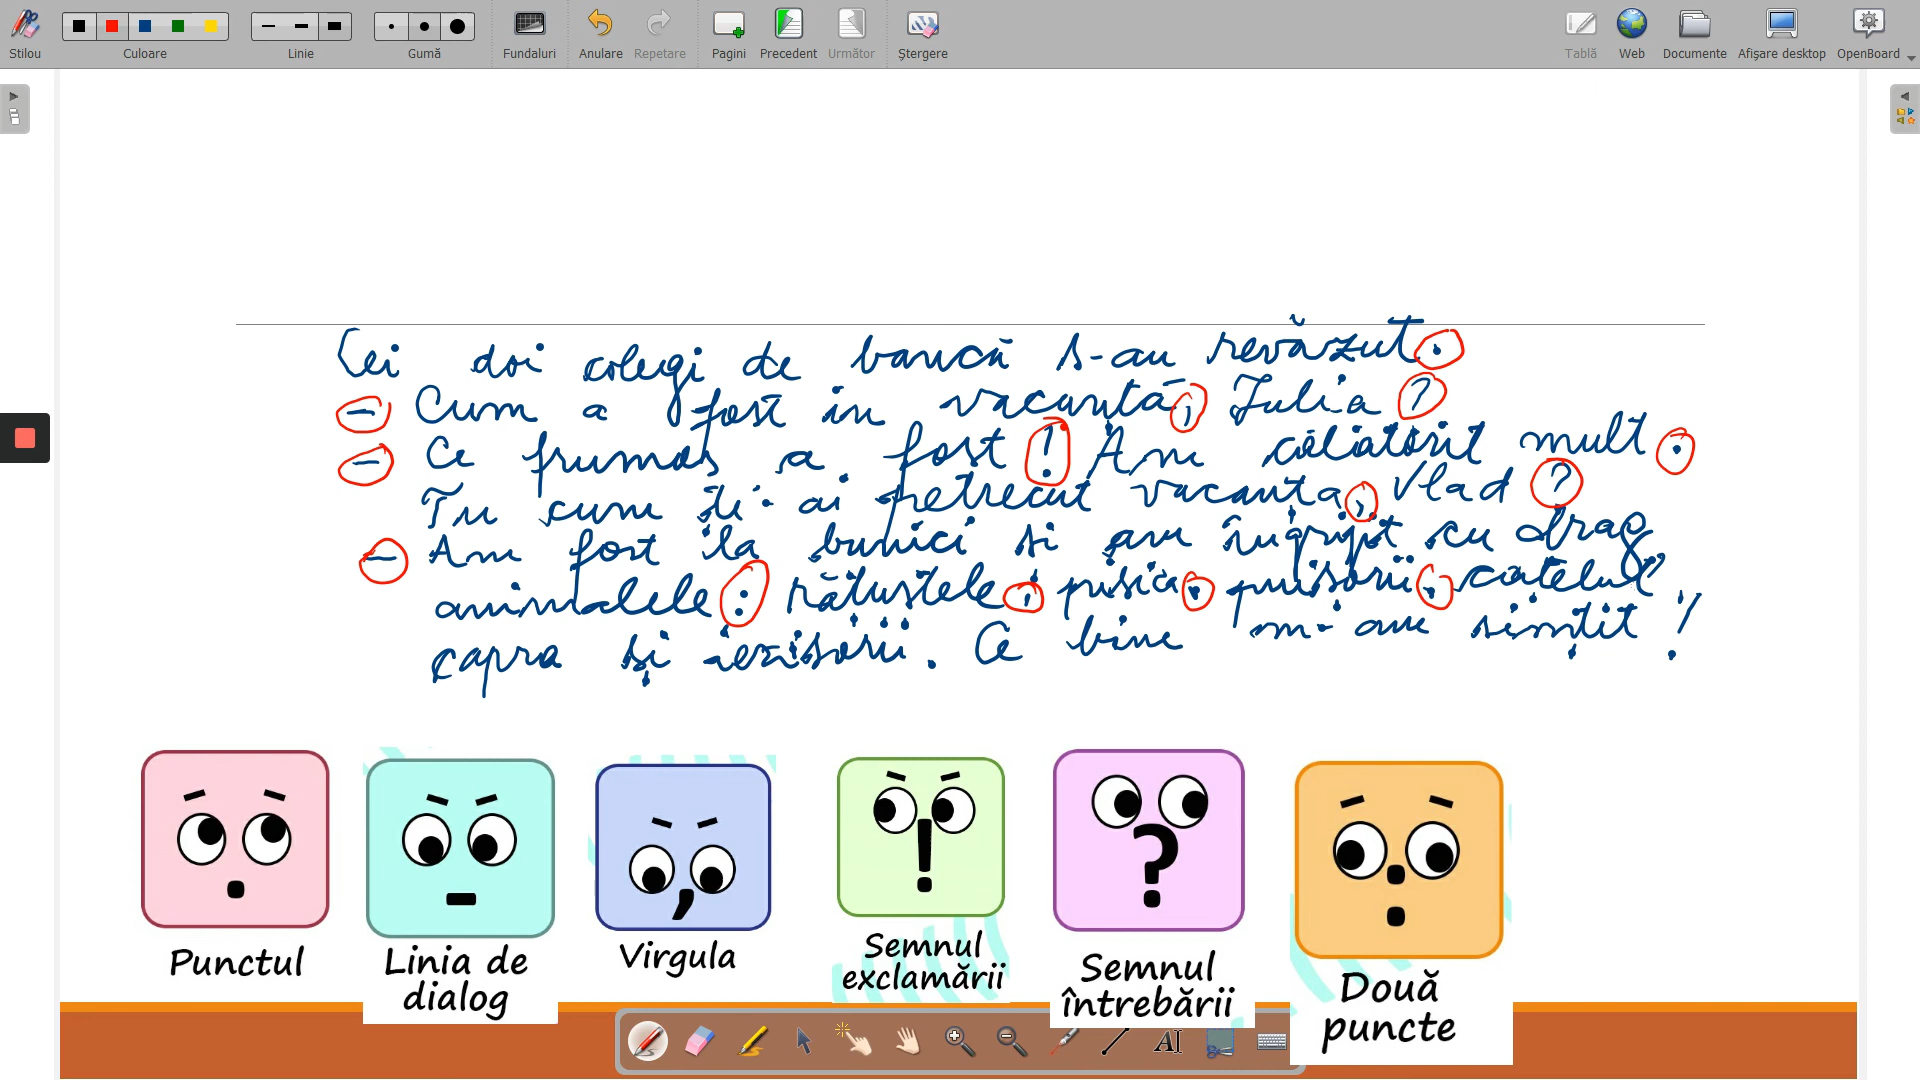 Stilou Culoare Linie Gumă Fundaluri Anulare Repetare Pagini Precedent Următor Ștergere Tablă Web Documente Afișare desktop OpenBoard
Cei doi colegi de bancă s-au revăzut.
– Cum a fost în vacanță, Iulia?
– Ce frumos a fost! Am călătorit mult.
Tu cum ți-ai petrecut vacanța, Vlad?
– Am fost la bunici și am îngrijit cu drag
animalele: rătuștele, pisica, puișorii, cățelul,
capra și iezișorii. Ce bine m-am simțit!
Punctul
Linia de
dialog
Virgula
Semnul
exclamării
Semnul
întrebării
Două
puncte